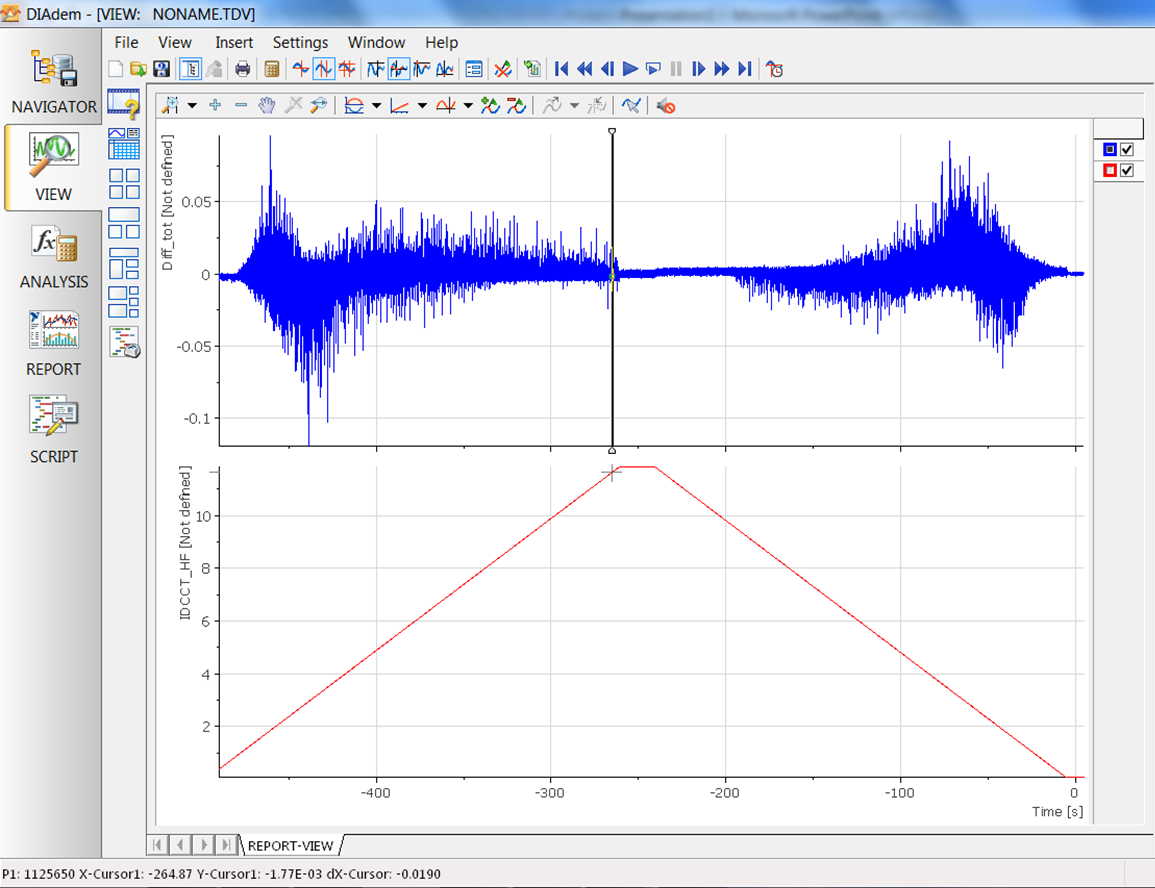 DIAdem - [VIEW:   NONAME.TDV]
File View Insert Settings Window Help
NAVIGATOR
VIEW
ANALYSIS
REPORT
SCRIPT
Diff_tot [Not defined]
0.05
0
-0.05
-0.1
IDCCT_HF [Not defined]
10
8
6
4
2
-400 -300 -200 -100 0
Time [s]
REPORT-VIEW
P1: 1125650 X-Cursor1: -264.87 Y-Cursor1: -1.77E-03 dX-Cursor: -0.0190